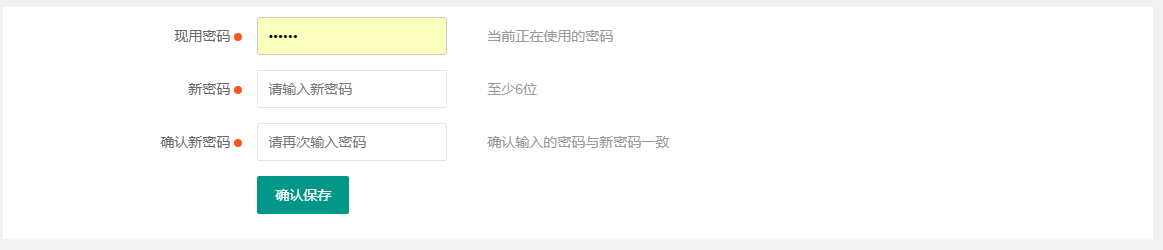 现用密码 •••••• 当前正在使用的密码
新密码 请输入新密码 至少6位
确认新密码 请再次输入密码 确认输入的密码与新密码一致
确认保存